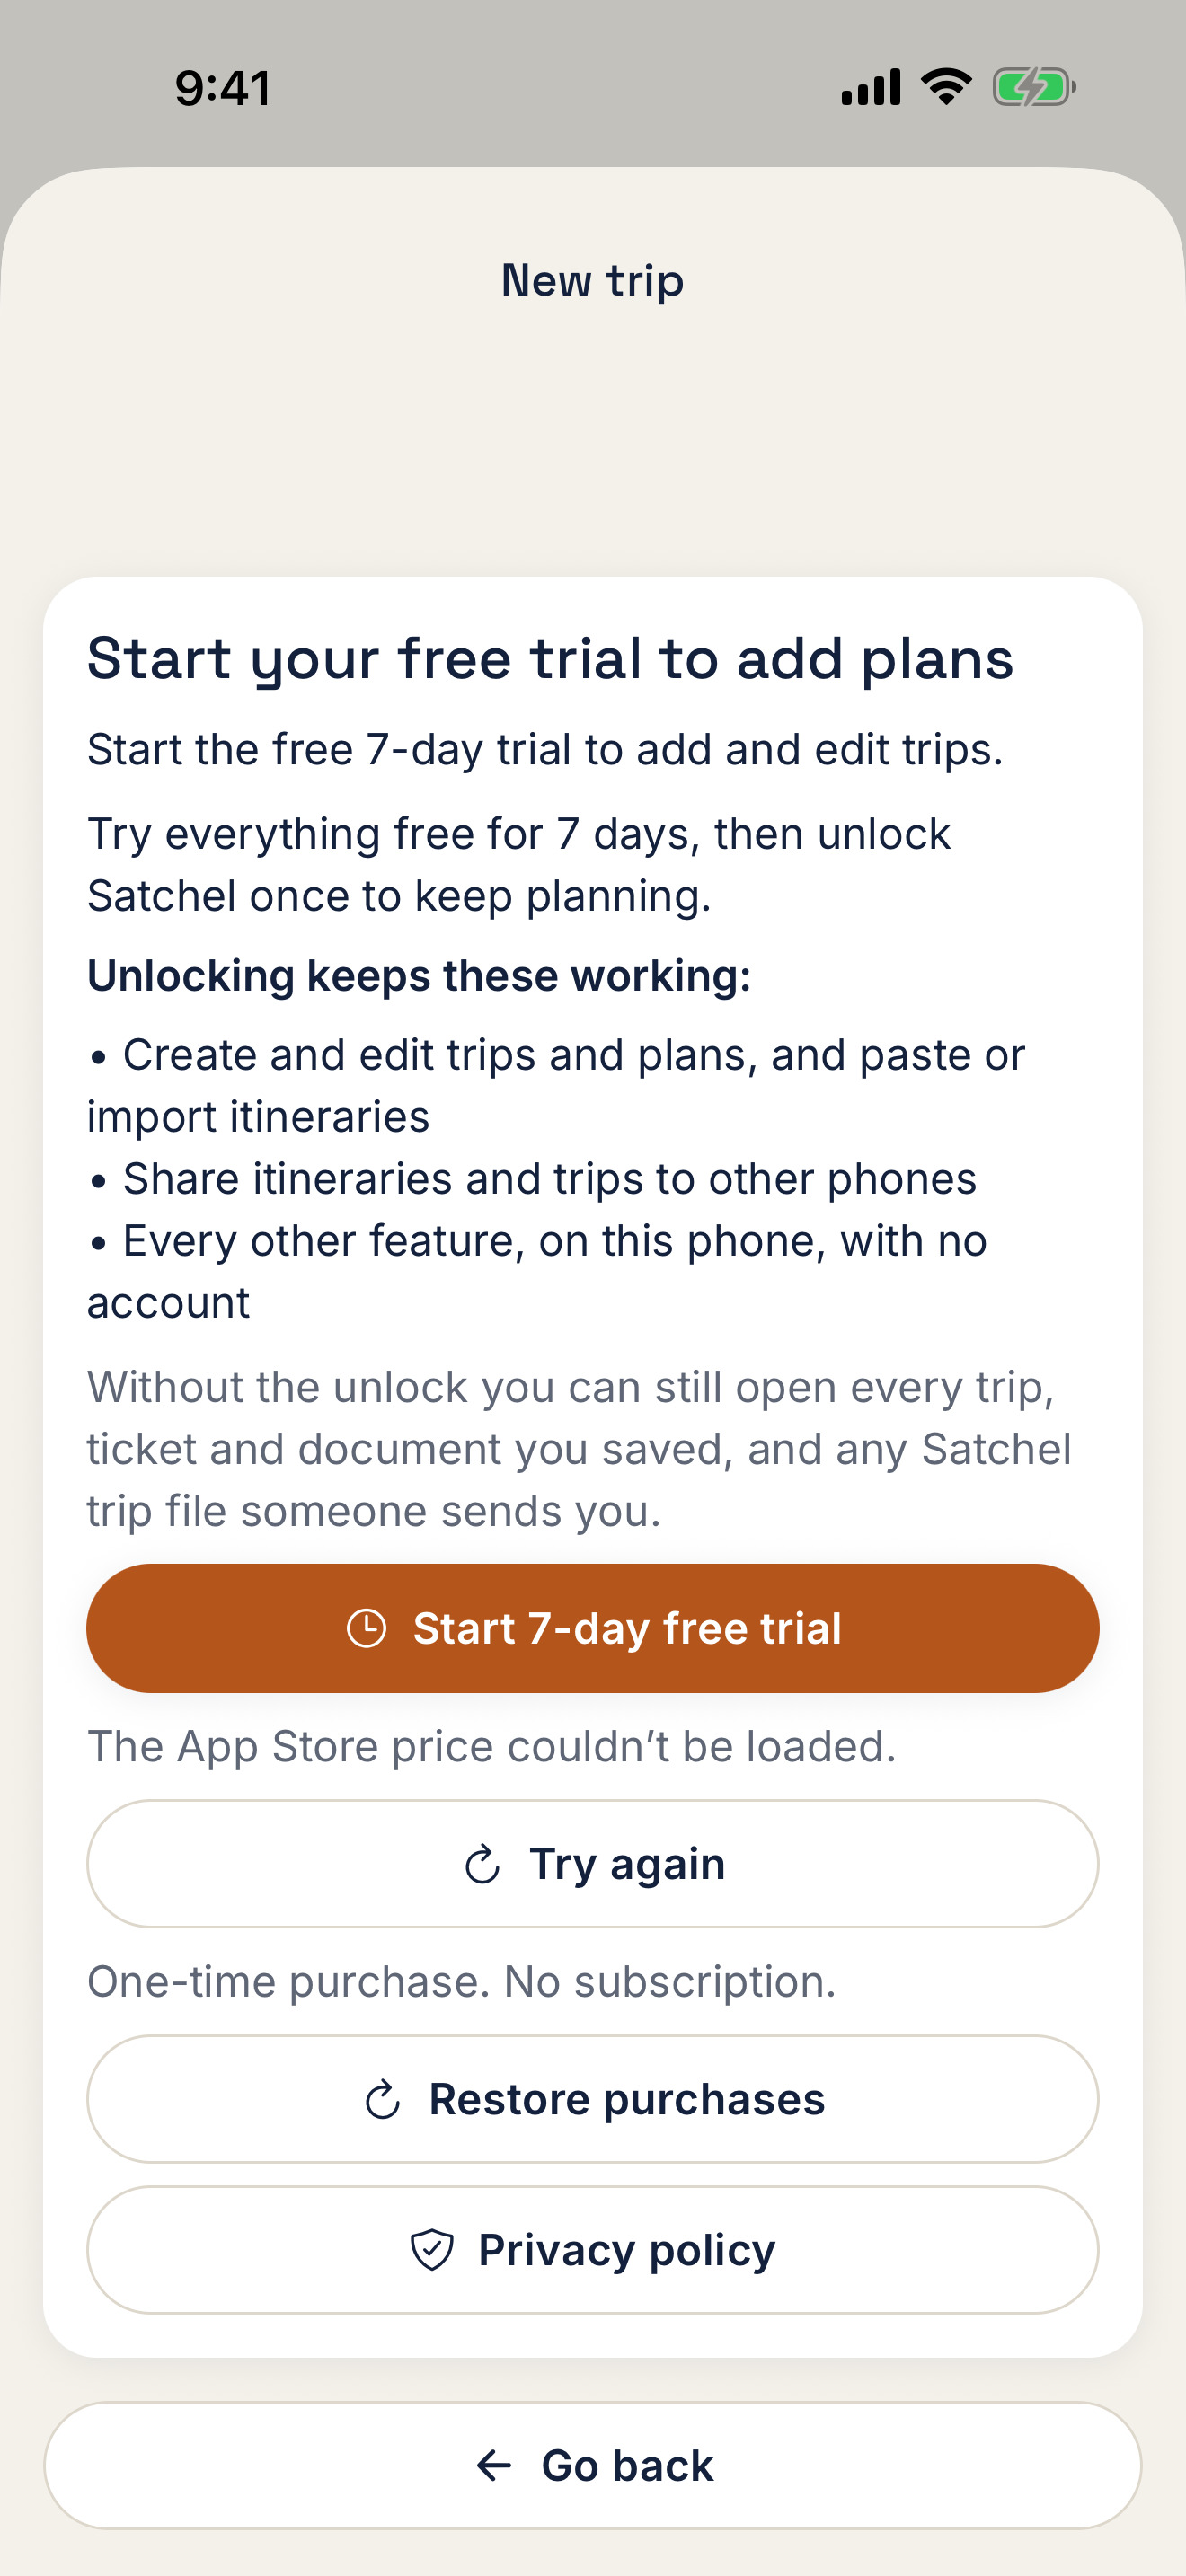 9:41
New trip
Start your free trial to add plans
Start the free 7-day trial to add and edit trips.
Try everything free for 7 days, then unlock
Satchel once to keep planning.
Unlocking keeps these working:
• Create and edit trips and plans, and paste or
import itineraries
• Share itineraries and trips to other phones
• Every other feature, on this phone, with no
account
Without the unlock you can still open every trip,
ticket and document you saved, and any Satchel
trip file someone sends you.
Start 7-day free trial
The App Store price couldn’t be loaded.
Try again
One-time purchase. No subscription.
Restore purchases
Privacy policy
Go back